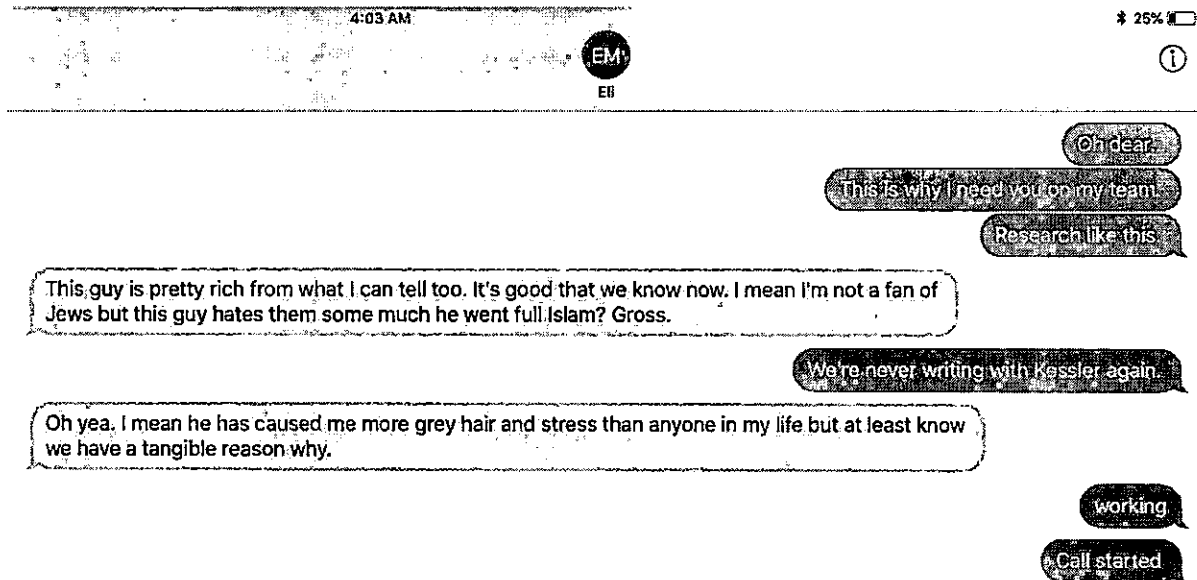 4:03 AM
25%
EM
Eli
Oh dear.
This is why I need you on my team.
Research like this.
This guy is pretty rich from what I can tell too. It's good that we know now. I mean I'm not a fan of
Jews but this guy hates them some much he went full Islam? Gross.
We're never writing with Kessler again.
Oh yea. I mean he has caused me more grey hair and stress than anyone in my life but at least know
we have a tangible reason why.
working
Call started